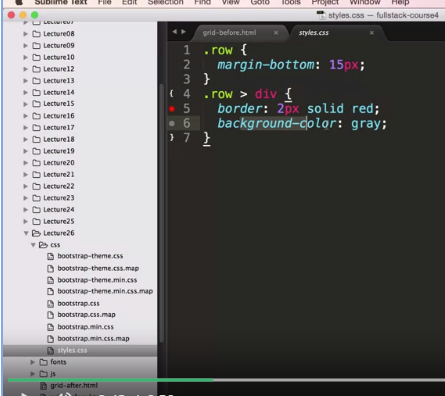 Sublime Text File Edit Selection Find View Goto Tools Project Window Help
styles.css — fullstack-course4
Lecture07
Lecture08
Lecture09
Lecture10
Lecture11
Lecture12
Lecture13
Lecture14
Lecture15
Lecture16
Lecture17
Lecture18
Lecture19
Lecture20
Lecture21
Lecture22
Lecture23
Lecture24
Lecture25
Lecture26
css
bootstrap-theme.css
bootstrap-theme.css.map
bootstrap-theme.min.css
bootstrap-theme.min.css.map
bootstrap.css
bootstrap.css.map
bootstrap.min.css
bootstrap.min.css.map
styles.css
fonts
js
grid-after.html
grid-before.html × styles.css ×
1 .row {
2 margin-bottom: 15px;
3 }
{ 4 .row > div {
5 border: 2px solid red;
6 background-color: gray;
} 7 }